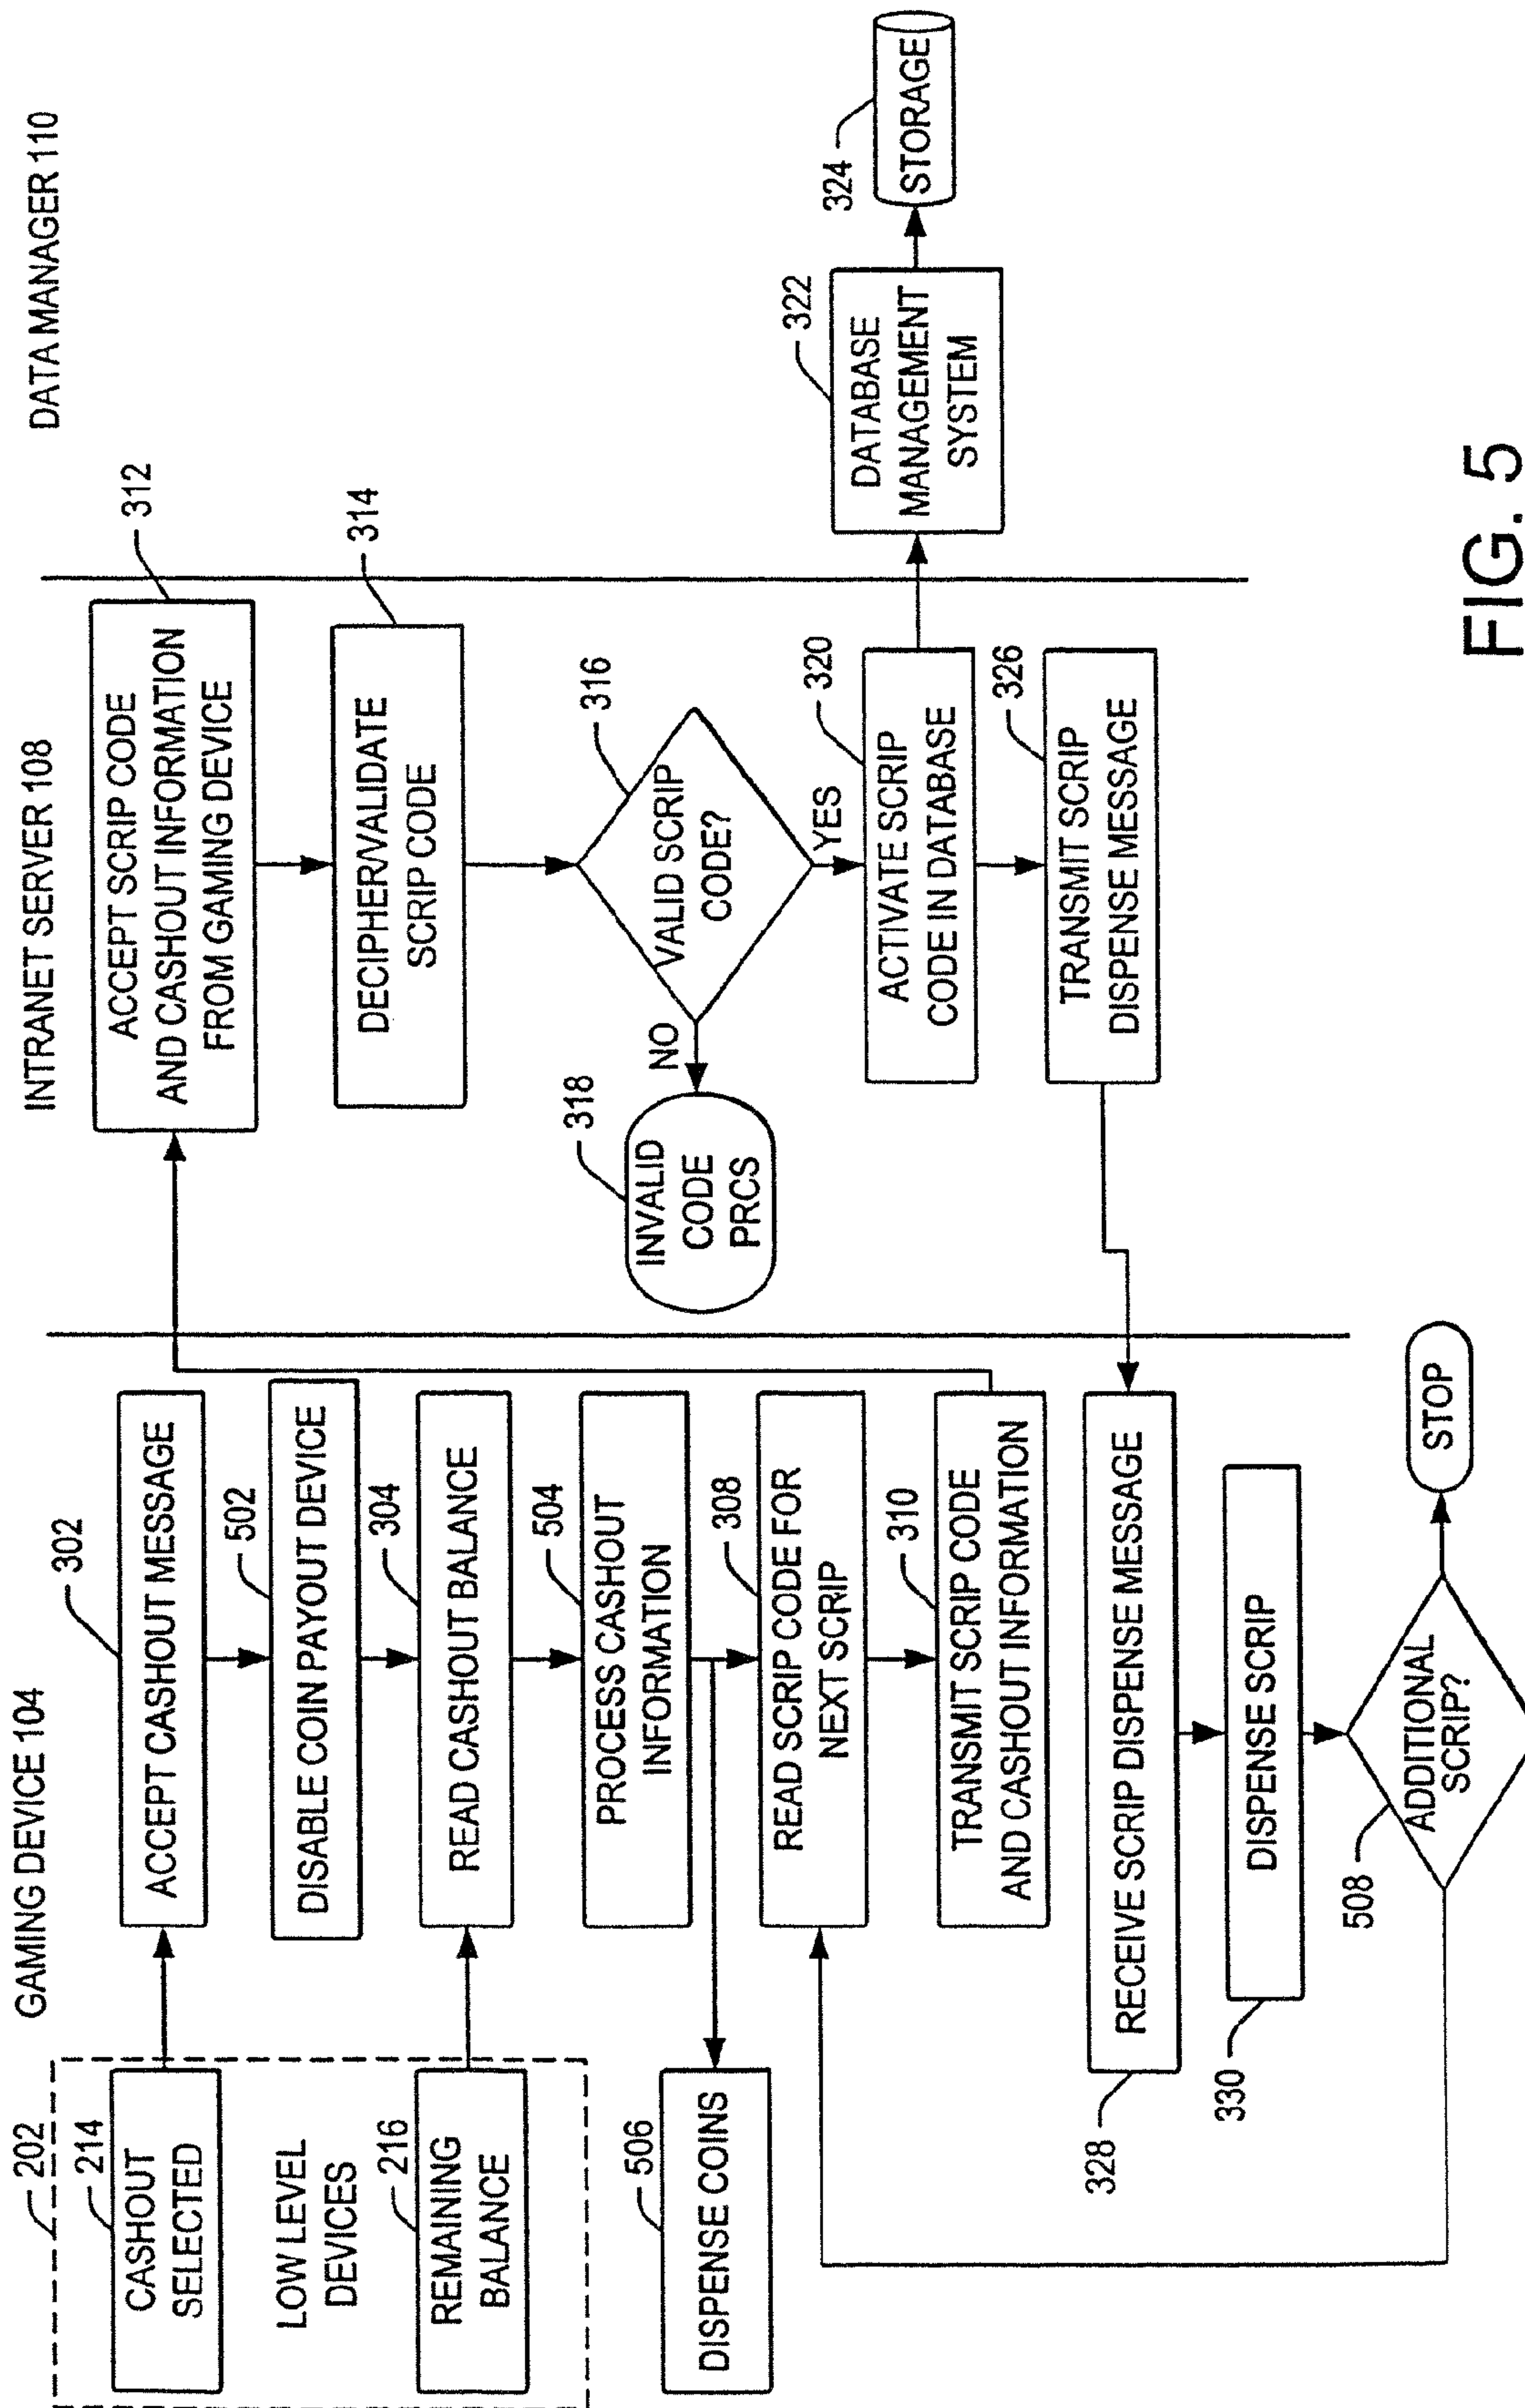 GAMING DEVICE 104
INTRANET SERVER 108
DATA MANAGER 110
202
214
CASHOUT
SELECTED
LOW LEVEL
DEVICES
216
REMAINING
BALANCE
506
DISPENSE COINS
302
ACCEPT CASHOUT MESSAGE
502
DISABLE COIN PAYOUT DEVICE
304
READ CASHOUT BALANCE
504
PROCESS CASHOUT
INFORMATION
308
READ SCRIP CODE FOR
NEXT SCRIP
310
TRANSMIT SCRIP CODE
AND CASHOUT INFORMATION
RECEIVE SCRIP DISPENSE MESSAGE
328
DISPENSE SCRIP
330
ADDITIONAL
SCRIP?
508
STOP
312
ACCEPT SCRIP CODE
AND CASHOUT INFORMATION
FROM GAMING DEVICE
314
DECIPHER/VALIDATE
SCRIP CODE
316
VALID SCRIP
CODE?
NO
YES
318
INVALID
CODE
PRCS
320
ACTIVATE SCRIP
CODE IN DATABASE
326
TRANSMIT SCRIP
DISPENSE MESSAGE
322
DATABASE
MANAGEMENT
SYSTEM
324
STORAGE
FIG. 5